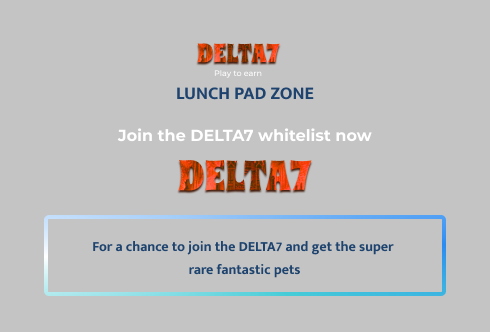 DELTA7
Play to earn
LUNCH PAD ZONE
Join the DELTA7 whitelist now
DELTA7
For a chance to join the DELTA7 and get the super
rare fantastic pets